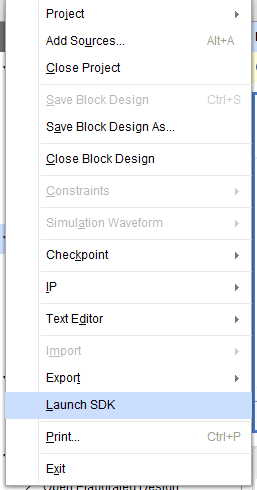 Project
Add Sources... Alt+A
Close Project
Save Block Design Ctrl+S
Save Block Design As...
Close Block Design
Constraints
Simulation Waveform
Checkpoint
IP
Text Editor
Import
Export
Launch SDK
Print... Ctrl+P
Exit
Open Elaborated Design